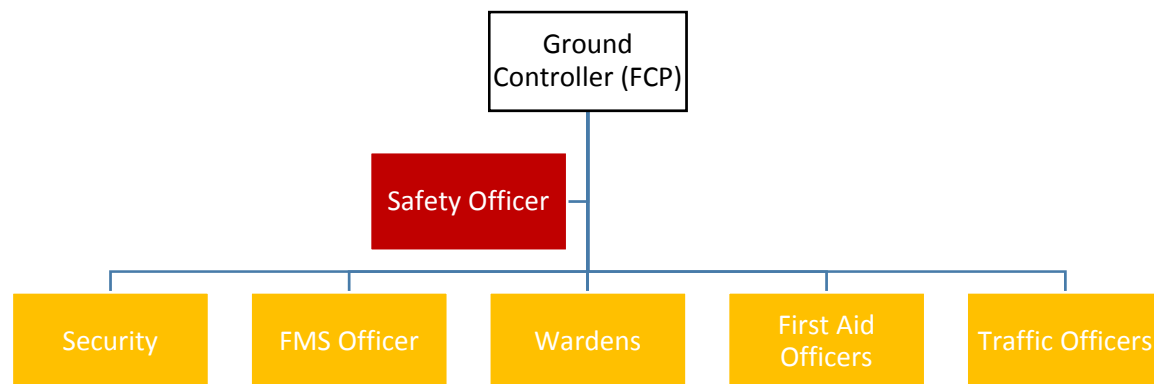 Ground
Controller (FCP)
Safety Officer
Security
FMS Officer
Wardens
First Aid
Officers
Traffic Officers